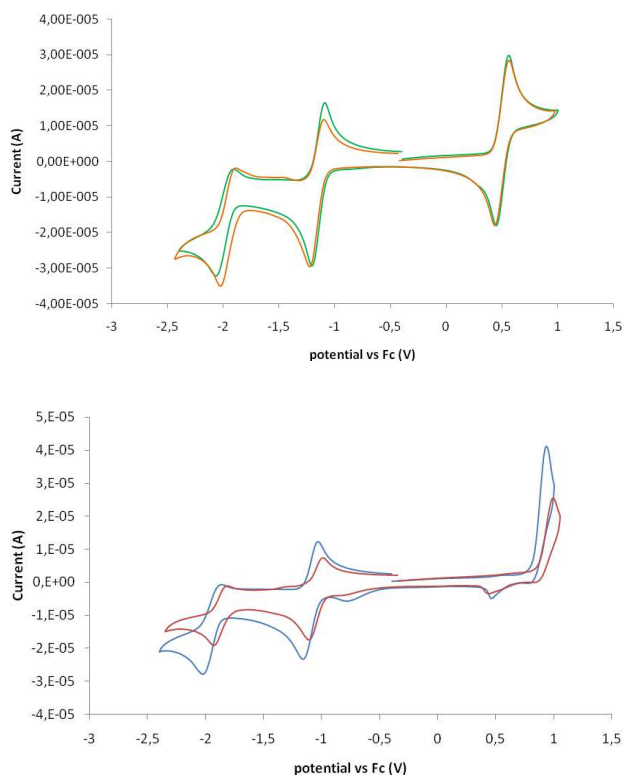 4,00E-005
3,00E-005
2,00E-005
1,00E-005
0,00E+000
-1,00E-005
-2,00E-005
-3,00E-005
-4,00E-005
Current (A)
-3 -2,5 -2 -1,5 -1 -0,5 0 0,5 1 1,5
potential vs Fc (V)
5,E-05
4,E-05
3,E-05
2,E-05
1,E-05
0,E+00
-1,E-05
-2,E-05
-3,E-05
-4,E-05
Current (A)
-3 -2,5 -2 -1,5 -1 -0,5 0 0,5 1 1,5
potential vs Fc (V)